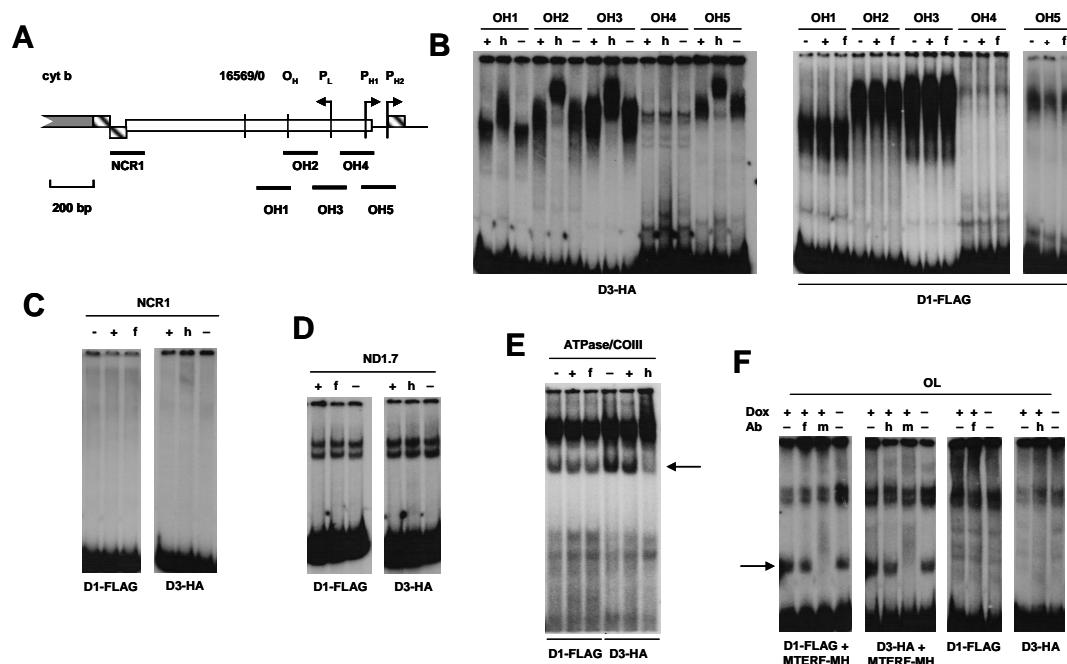 A
cyt b
16569/0
OH
PL
PH1
PH2
NCR1
OH2
OH4
200 bp
OH1
OH3
OH5
B
OH1 OH2 OH3 OH4 OH5
+ h – + h – + h – + h – + h –
D3-HA
OH1 OH2 OH3 OH4 OH5
– + f – + f – + f – + f – + f
D1-FLAG
C
NCR1
- + f + h –
D1-FLAG D3-HA
D
ND1.7
+ f – + h –
D1-FLAG D3-HA
E
ATPase/COIII
- + f – + h
D1-FLAG D3-HA
F
OL
Dox + + + – + + + – + + – + + –
Ab – f m – – h m – – f – – h –
D1-FLAG +
MTERF-MH
D3-HA +
MTERF-MH
D1-FLAG
D3-HA